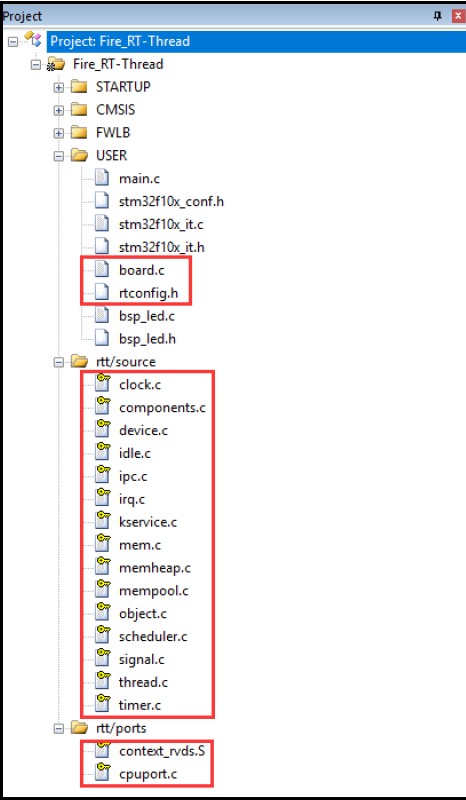 Project
Project: Fire_RT-Thread
Fire_RT-Thread
STARTUP
CMSIS
FWLB
USER
main.c
stm32f10x_conf.h
stm32f10x_it.c
stm32f10x_it.h
board.c
rtconfig.h
bsp_led.c
bsp_led.h
rtt/source
clock.c
components.c
device.c
idle.c
ipc.c
irq.c
kservice.c
mem.c
memheap.c
mempool.c
object.c
scheduler.c
signal.c
thread.c
timer.c
rtt/ports
context_rvds.S
cpuport.c